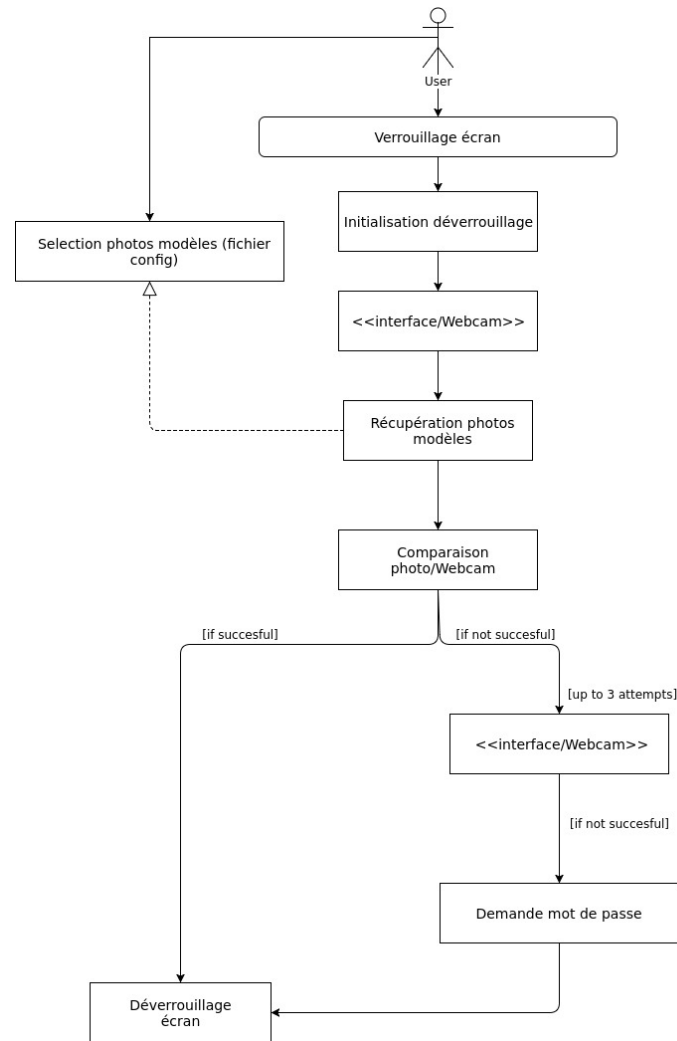 User
Verrouillage écran
Initialisation déverrouillage
Selection photos modèles (fichier
config)
<<interface/Webcam>>
Récupération photos
modèles
Comparaison
photo/Webcam
[if succesful]
[if not succesful]
[up to 3 attempts]
<<interface/Webcam>>
[if not succesful]
Demande mot de passe
Déverrouillage
écran